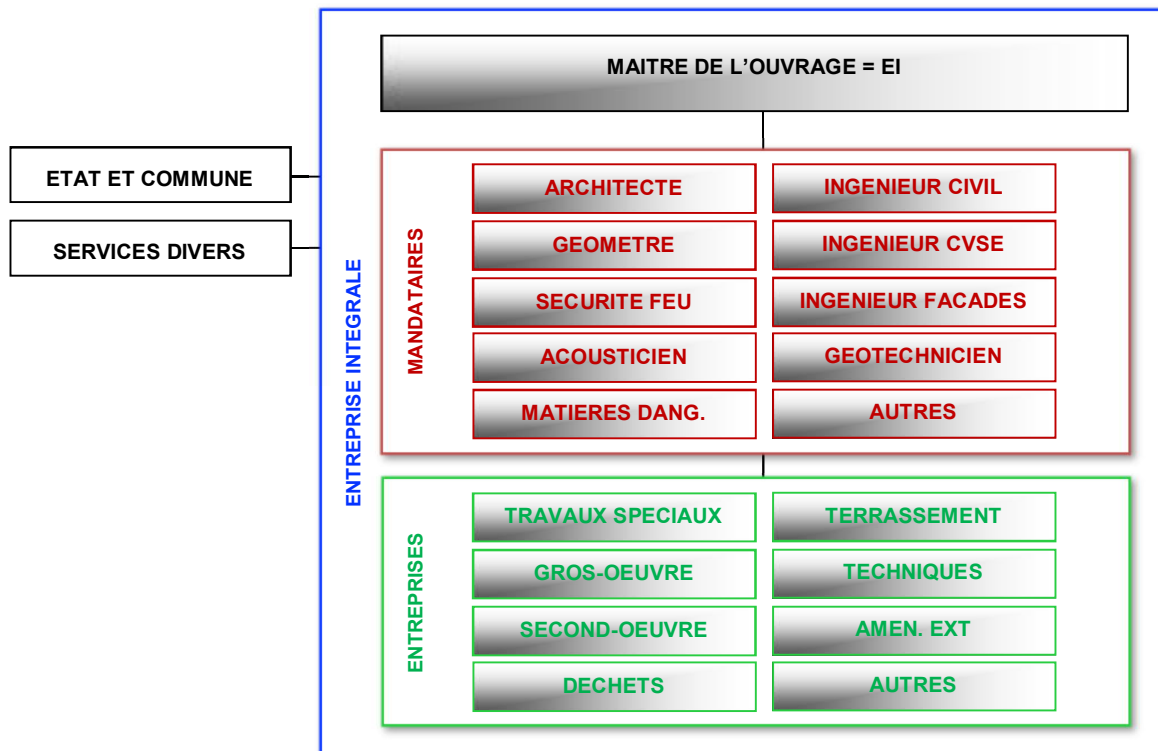 MAITRE DE L'OUVRAGE = EI
ETAT ET COMMUNE
SERVICES DIVERS
ENTREPRISE INTEGRALE
MANDATAIRES
ARCHITECTE
INGENIEUR CIVIL
GEOMETRE
INGENIEUR CVSE
SECURITE FEU
INGENIEUR FACADES
ACOUSTICIEN
GEOTECHNICIEN
MATIERES DANG.
AUTRES
ENTREPRISES
TRAVAUX SPECIAUX
TERRASSEMENT
GROS-OEUVRE
TECHNIQUES
SECOND-OEUVRE
AMEN. EXT
DECHETS
AUTRES